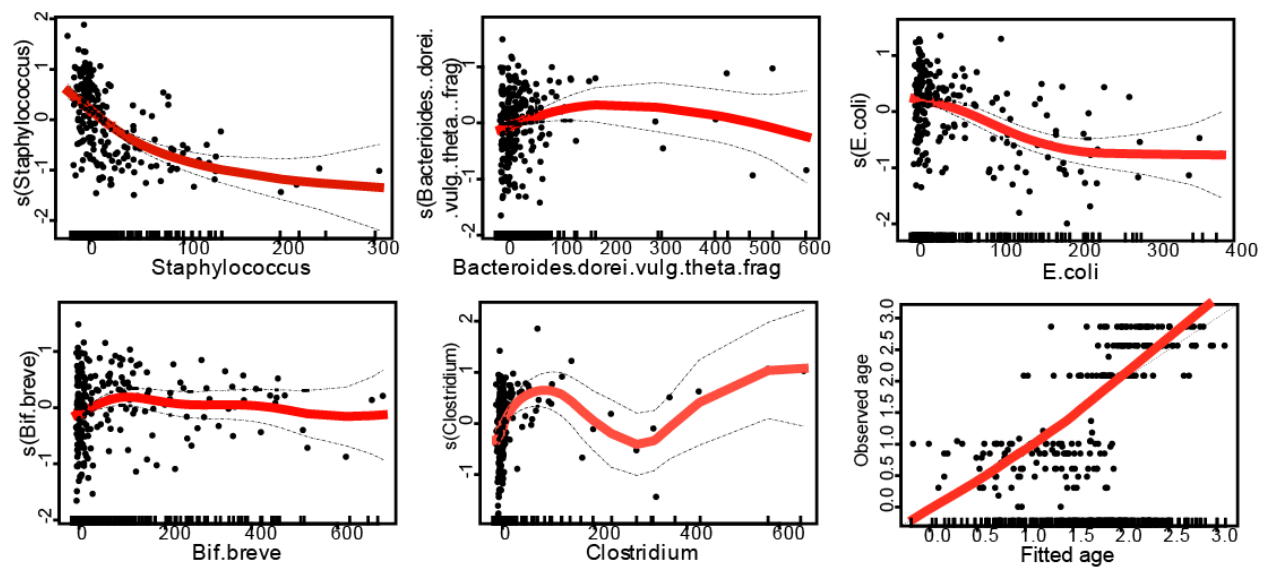 s(Staphylococcus)
2
1
0
-1
-2
0 100 200 300
Staphylococcus
s(Bacterioides..dorei.
.vulg..theta...frag)
1
0
-1
-2
0 100 200 300 400 500 600
Bacteroides.dorei.vulg.theta.frag
s(E.coli)
1
0
-1
-2
0 100 200 300 400
E.coli
s(Bif.breve)
1
0
-1
-2
0 200 400 600
Bif.breve
s(Clostridium)
2
1
0
-1
0 200 400 600
Clostridium
Observed age
3.0
2.5
2.0
1.5
1.0
0.5
0.0
0.0 0.5 1.0 1.5 2.0 2.5 3.0
Fitted age